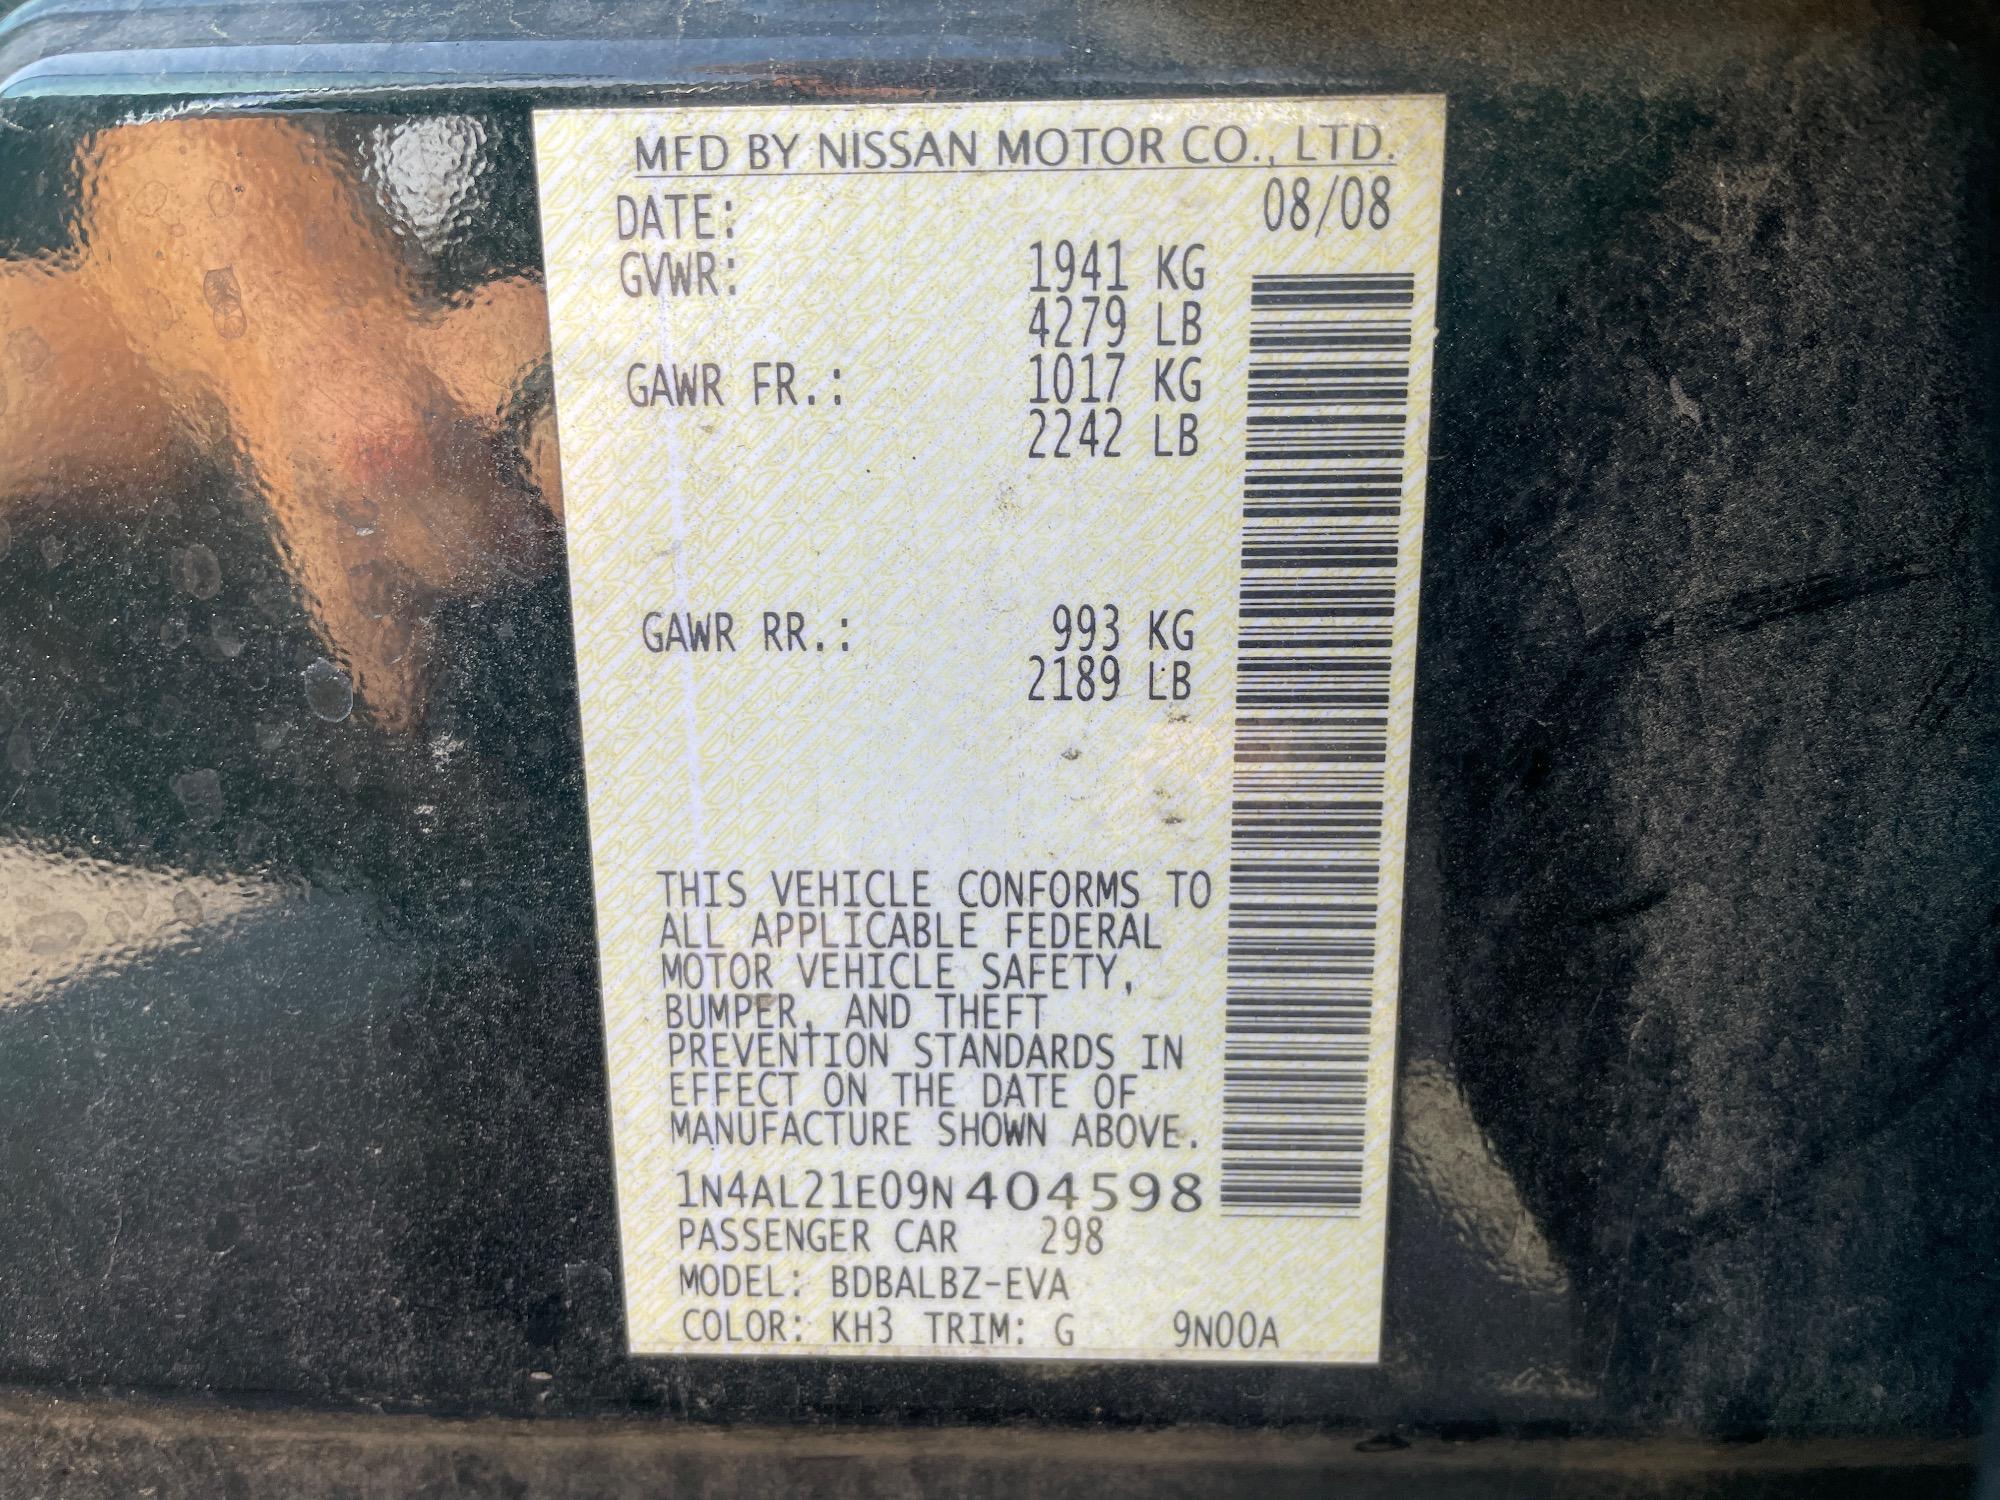 MFD BY NISSAN MOTOR CO., LTD.
DATE: 08/08
GVWR: 1941 KG
4279 LB
GAWR FR.: 1017 KG
2242 LB
GAWR RR.: 993 KG
2189 LB
THIS VEHICLE CONFORMS TO
ALL APPLICABLE FEDERAL
MOTOR VEHICLE SAFETY,
BUMPER, AND THEFT
PREVENTION STANDARDS IN
EFFECT ON THE DATE OF
MANUFACTURE SHOWN ABOVE.
1N4AL21E09N404598
PASSENGER CAR 298
MODEL: BDBALBZ-EVA
COLOR: KH3 TRIM: G 9N00A